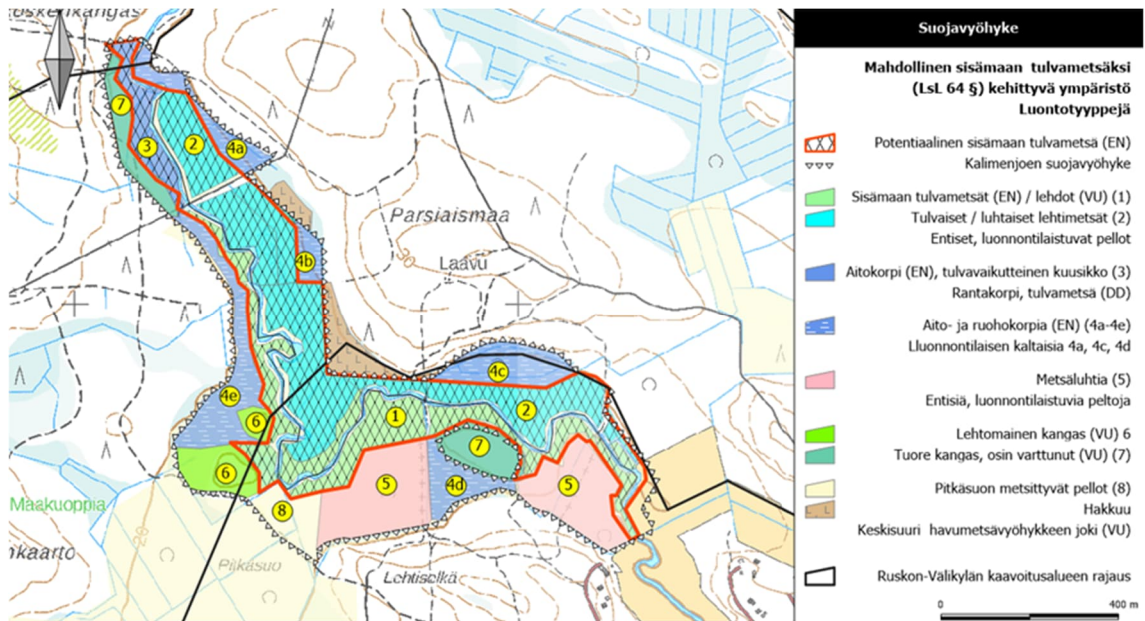 oskenkangas
7
3
2
4a
Parsiaismaa
30
4b
Laavu
4c
4e
6
1
2
7
6
5
4d
5
8
Maakuoppia
20
nkaarto
Pitkäsuo
Lehtiselkä
Suojavyöhyke
Mahdollinen sisämaan tulvametsäksi
(LsL 64 §) kehittyvä ympäristö
Luontotyyppejä
Potentiaalinen sisämaan tulvametsä (EN)
Kalimenjoen suojavyöhyke
Sisämaan tulvametsät (EN) / lehdot (VU) (1)
Tulvaiset / luhtaiset lehtimetsät (2)
Entiset, luonnontilaistuvat pellot
Aitokorpi (EN), tulvavaikutteinen kuusikko (3)
Rantakorpi, tulvametsä (DD)
Aito- ja ruohokorpia (EN) (4a-4e)
Lluonnontilaisen kaltaisia 4a, 4c, 4d
Metsäluhtia (5)
Entisiä, luonnontilaistuvia peltoja
Lehtomainen kangas (VU) 6
Tuore kangas, osin varttunut (VU) (7)
Pitkäsuon metsittyvät pellot (8)
Hakkuu
Keskisuuri havumetsävyöhykkeen joki (VU)
Ruskon-Välikylän kaavoitusalueen rajaus
0 400 m